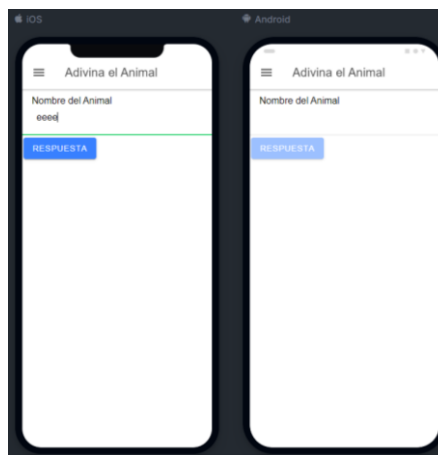 iOS
Adivina el Animal
Nombre del Animal
eeee
RESPUESTA
Android
Adivina el Animal
Nombre del Animal
RESPUESTA